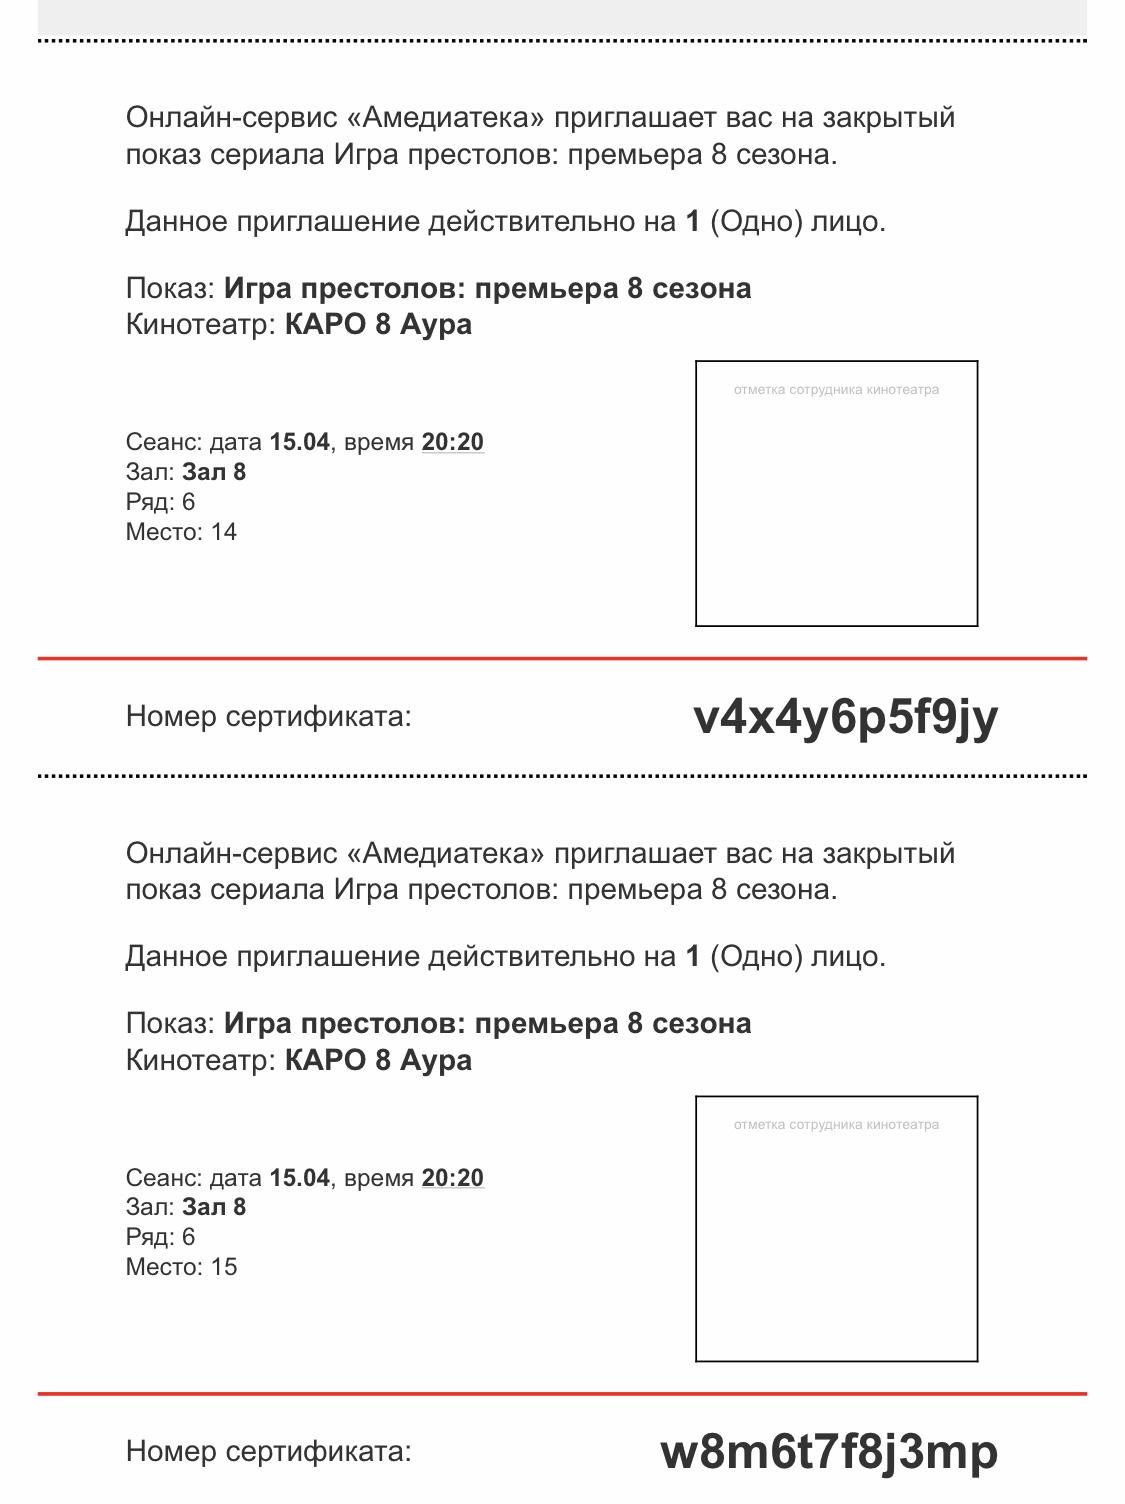 Онлайн-сервис «Амедиатека» приглашает вас на закрытый
показ сериала Игра престолов: премьера 8 сезона.
Данное приглашение действительно на 1 (Одно) лицо.
Показ: Игра престолов: премьера 8 сезона
Кинотеатр: КАРО 8 Аура
отметка сотрудника кинотеатра
Сеанс: дата 15.04, время 20:20
Зал: Зал 8
Ряд: 6
Место: 14
Номер сертификата: v4x4y6p5f9jy
Онлайн-сервис «Амедиатека» приглашает вас на закрытый
показ сериала Игра престолов: премьера 8 сезона.
Данное приглашение действительно на 1 (Одно) лицо.
Показ: Игра престолов: премьера 8 сезона
Кинотеатр: КАРО 8 Аура
отметка сотрудника кинотеатра
Сеанс: дата 15.04, время 20:20
Зал: Зал 8
Ряд: 6
Место: 15
Номер сертификата: w8m6t7f8j3mp